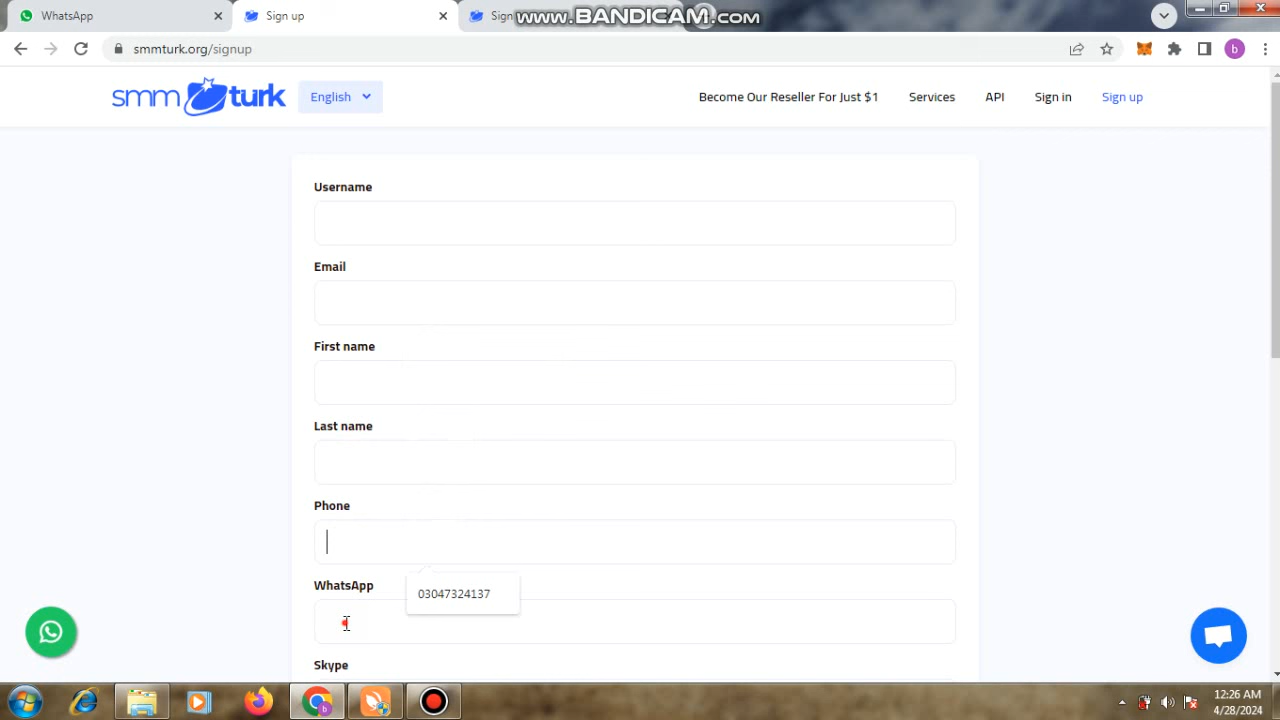 WhatsApp
Sign up
Sign
www.BANDICAM.com
smmturk.org/signup
b
smm turk
English
Become Our Reseller For Just $1
Services
API
Sign in
Sign up
Username
Email
First name
Last name
Phone
WhatsApp
03047324137
Skype
12:26 AM
4/28/2024